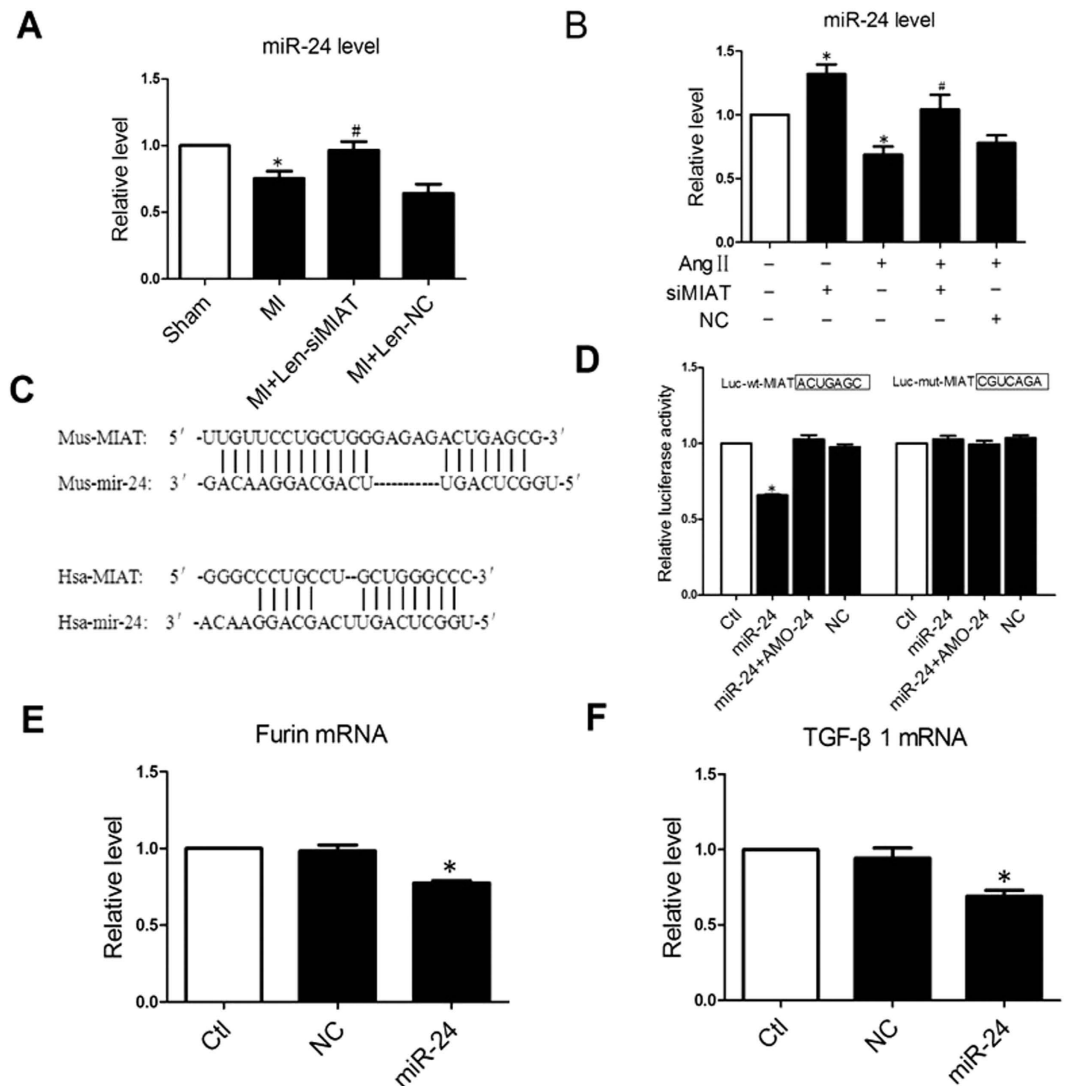 A
miR-24 level
Relative level
1.5
1.0
0.5
0.0
*
#
Sham
MI
MI+Len-siMIAT
MI+Len-NC
B
miR-24 level
Relative level
1.5
1.0
0.5
0.0
*
*
#
Ang II – – + + +
siMIAT – + – + –
NC – – – – +
C
Mus-MIAT: 5′ -UUGUUCCUGCUGGGAGAGACUGAGCG-3′
Mus-mir-24: 3′ -GACAAGGACGACU-----------UGACUCGGU-5′
Hsa-MIAT: 5′ -GGGCCCUGCCU--GCUGGGCCC-3′
Hsa-mir-24: 3′ -ACAAGGACGACUUGACUCGGU-5′
D
Luc-wt-MIAT ACUGAGC
Luc-mut-MIAT CGUCAGA
Relative luciferase activity
1.5
1.0
0.5
0.0
*
Ctl
miR-24
miR-24+AMO-24
NC
Ctl
miR-24
miR-24+AMO-24
NC
E
Furin mRNA
Relative level
1.5
1.0
0.5
0.0
*
Ctl
NC
miR-24
F
TGF-β 1 mRNA
Relative level
1.5
1.0
0.5
0.0
*
Ctl
NC
miR-24